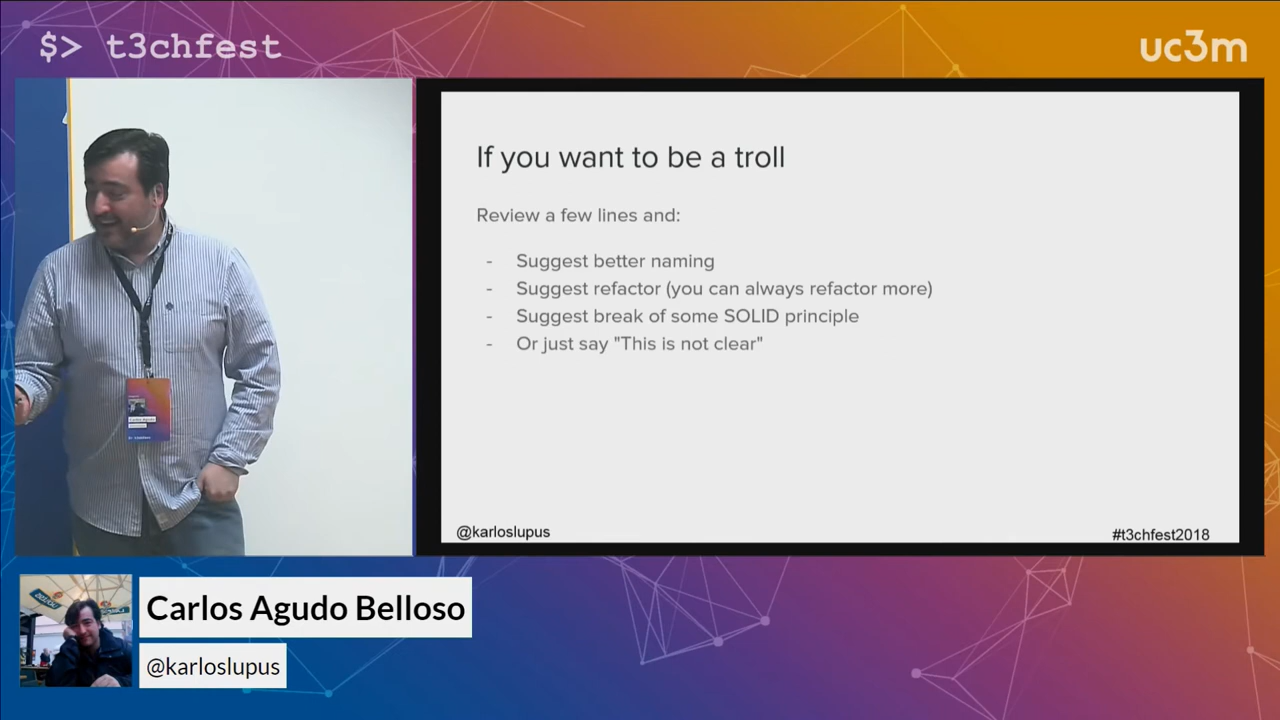 $> t3chfest
uc3m
If you want to be a troll
Review a few lines and:
- Suggest better naming
- Suggest refactor (you can always refactor more)
- Suggest break of some SOLID principle
- Or just say "This is not clear"
@karloslupus
#t3chfest2018
Carlos Agudo
Carlos Agudo Belloso
@karloslupus